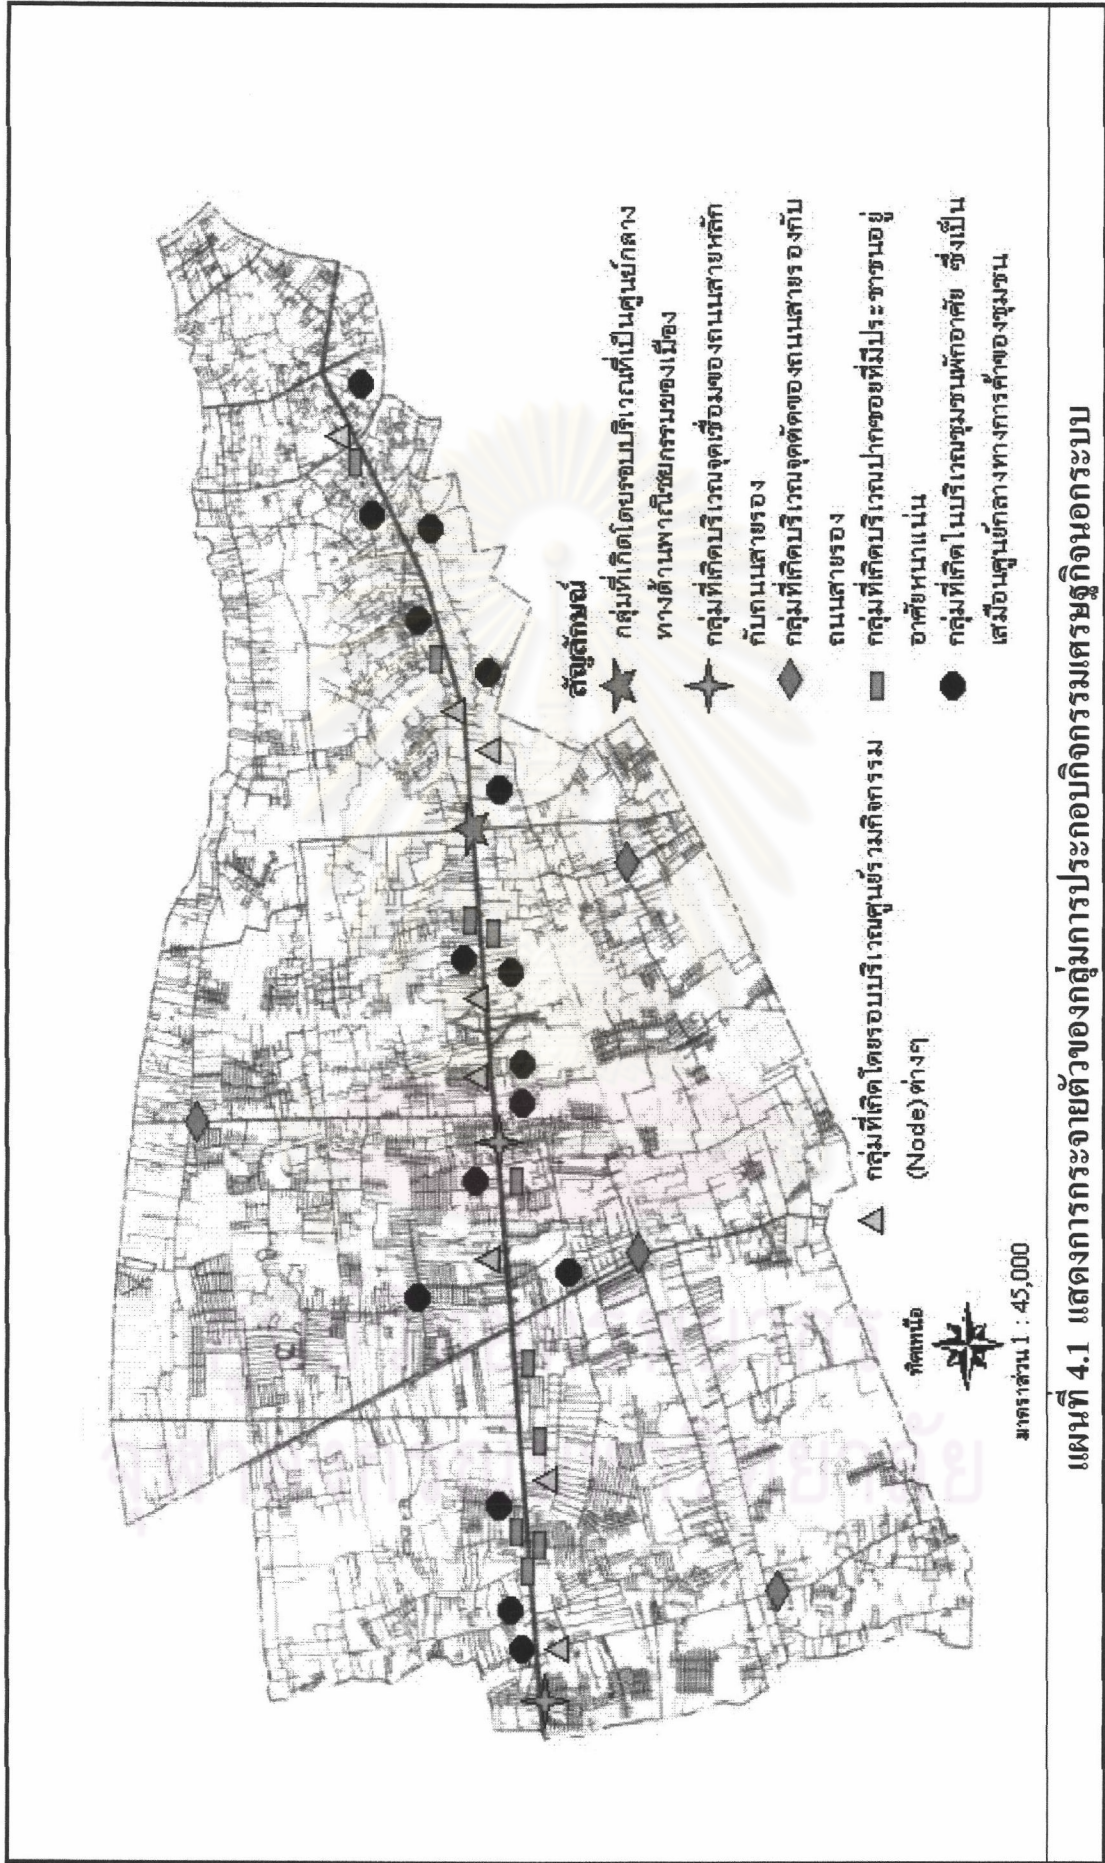 สัญลักษณ์
กลุ่มที่เกิดโดยรอบบริเวณที่เป็นศูนย์กลาง
ทางด้านพาณิชยกรรมของเมือง
กลุ่มที่เกิดบริเวณจุดเชื่อมของถนนสายหลัก
กับถนนสายรอง
กลุ่มที่เกิดบริเวณจุดตัดของถนนสายรองกับ
ถนนสายรอง
กลุ่มที่เกิดบริเวณปากซอยที่มีประชาชนอยู่
อาศัยหนาแน่น
กลุ่มที่เกิดในบริเวณชุมชนพักอาศัย ซึ่งเป็น
เสมือนศูนย์กลางทางการค้าของชุมชน
กลุ่มที่เกิดโดยรอบบริเวณศูนย์รวมกิจกรรม
(Node) ต่างๆ
ทิศเหนือ
มาตราส่วน 1 : 45,000
แผนที่ 4.1 แสดงการกระจายตัวของกลุ่มการประกอบกิจกรรมเศรษฐกิจนอกระบบ